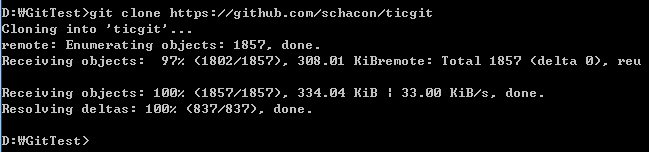 D:₩GitTest>git clone https://github.com/schacon/ticgit
Cloning into 'ticgit'...
remote: Enumerating objects: 1857, done.
Receiving objects:  97% (1802/1857), 308.01 KiBremote: Total 1857 (delta 0), reu
Receiving objects: 100% (1857/1857), 334.04 KiB ¦ 33.00 KiB/s, done.
Resolving deltas: 100% (837/837), done.
D:₩GitTest>